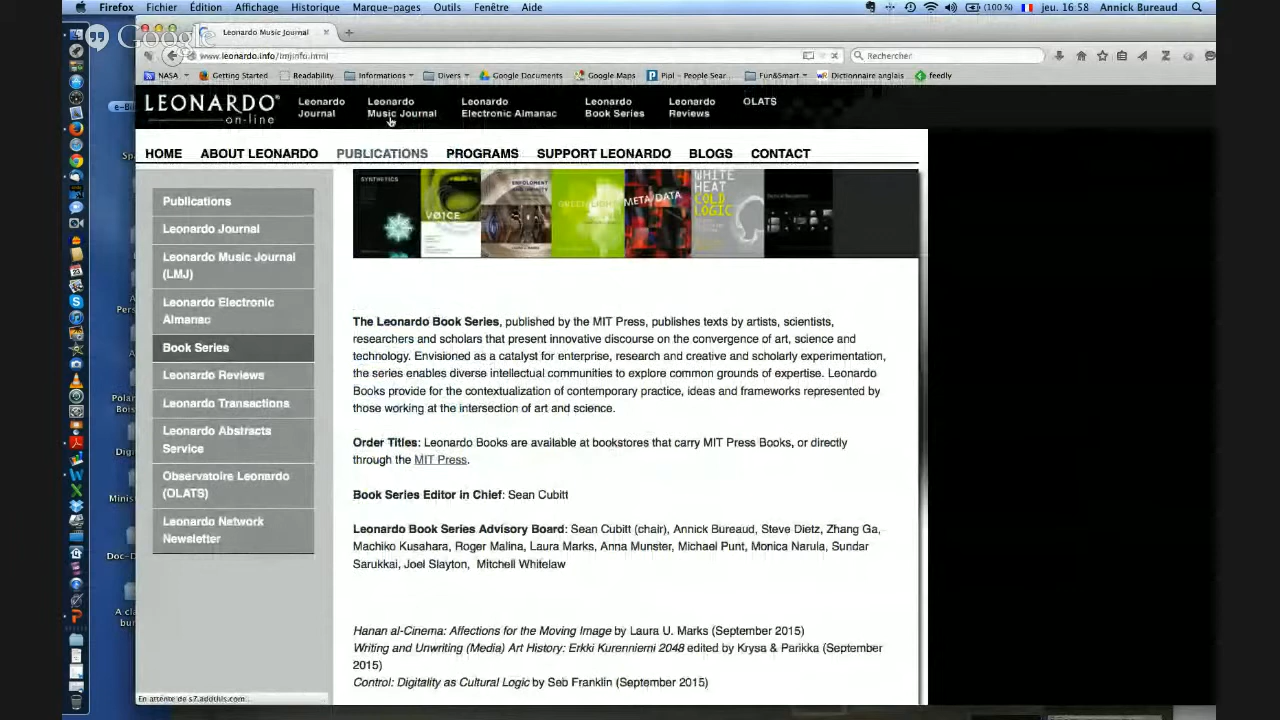 Firefox Fichier Édition Affichage Historique Marque-pages Outils Fenêtre Aide (100 %) jeu. 16:58 Annick Bureaud
Google
Leonardo Music Journal
www.leonardo.info/lmjinfo.html
Rechercher
NASA Getting Started Readability Informations Divers Google Documents Google Maps Pipl - People Sear... Fun&Smart Dictionnaire anglais feedly
LEONARDO
on-line
Leonardo Journal
Leonardo Music Journal
Leonardo Electronic Almanac
Leonardo Book Series
Leonardo Reviews
OLATS
HOME ABOUT LEONARDO PUBLICATIONS PROGRAMS SUPPORT LEONARDO BLOGS CONTACT
SYNTHETICS
VOICE
GREEN LIGHT
META/DATA
WHITE
HEAT
COLD
LOGIC
Publications
Leonardo Journal
Leonardo Music Journal
(LMJ)
Leonardo Electronic
Almanac
Book Series
Leonardo Reviews
Leonardo Transactions
Leonardo Abstracts
Service
Observatoire Leonardo
(OLATS)
Leonardo Network
Newsletter
The Leonardo Book Series, published by the MIT Press, publishes texts by artists, scientists,
researchers and scholars that present innovative discourse on the convergence of art, science and
technology. Envisioned as a catalyst for enterprise, research and creative and scholarly experimentation,
the series enables diverse intellectual communities to explore common grounds of expertise. Leonardo
Books provide for the contextualization of contemporary practice, ideas and frameworks represented by
those working at the intersection of art and science.
Order Titles: Leonardo Books are available at bookstores that carry MIT Press Books, or directly
through the MIT Press.
Book Series Editor in Chief: Sean Cubitt
Leonardo Book Series Advisory Board: Sean Cubitt (chair), Annick Bureaud, Steve Dietz, Zhang Ga,
Machiko Kusahara, Roger Malina, Laura Marks, Anna Munster, Michael Punt, Monica Narula, Sundar
Sarukkai, Joel Slayton, Mitchell Whitelaw
Hanan al-Cinema: Affections for the Moving Image by Laura U. Marks (September 2015)
Writing and Unwriting (Media) Art History: Erkki Kurenniemi 2048 edited by Krysa & Parikka (September
2015)
Control: Digitality as Cultural Logic by Seb Franklin (September 2015)
En attente de s7.addthis.com...